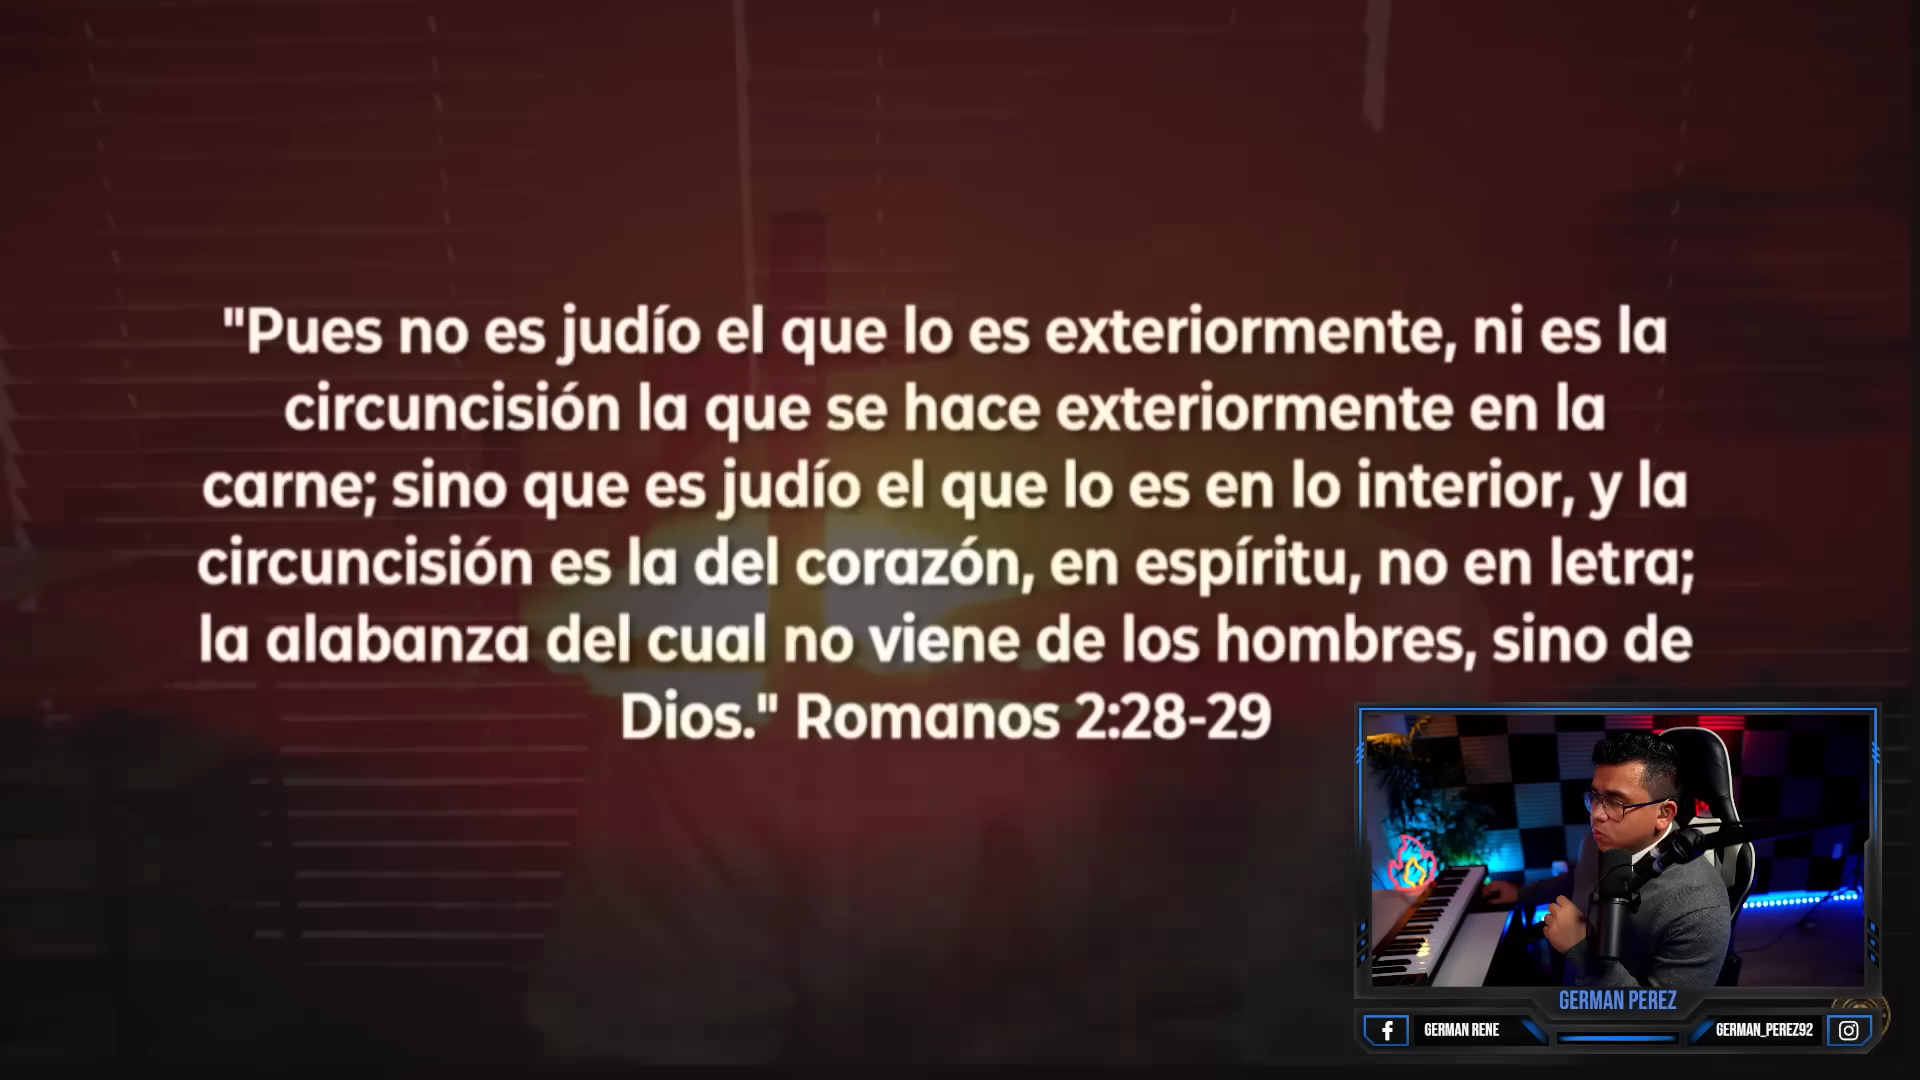 "Pues no es judío el que lo es exteriormente, ni es la
circuncisión la que se hace exteriormente en la
carne; sino que es judío el que lo es en lo interior, y la
circuncisión es la del corazón, en espíritu, no en letra;
la alabanza del cual no viene de los hombres, sino de
Dios." Romanos 2:28-29
GERMAN PEREZ
GERMAN RENE
GERMAN_PEREZ92